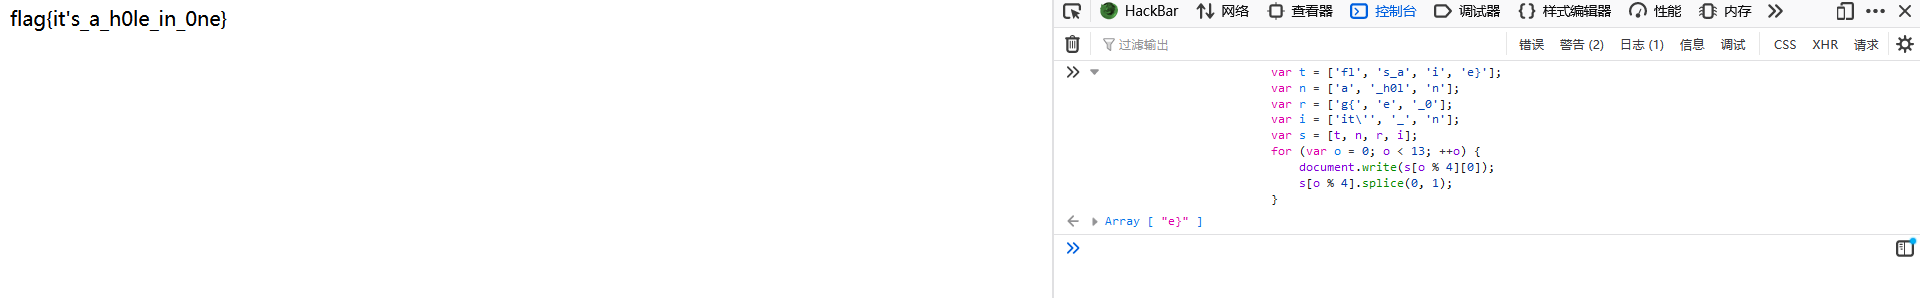 flag{it's_a_h0le_in_0ne}
HackBar 网络 查看器 控制台 调试器 样式编辑器 性能 内存
过滤输出 错误 警告 (2) 日志 (1) 信息 调试 CSS XHR 请求
var t = ['fl', 's_a', 'i', 'e}'];
var n = ['a', '_h0l', 'n'];
var r = ['g{', 'e', '_0'];
var i = ['it\'', '_', 'n'];
var s = [t, n, r, i];
for (var o = 0; o < 13; ++o) {
    document.write(s[o % 4][0]);
    s[o % 4].splice(0, 1);
}
Array [ "e}" ]